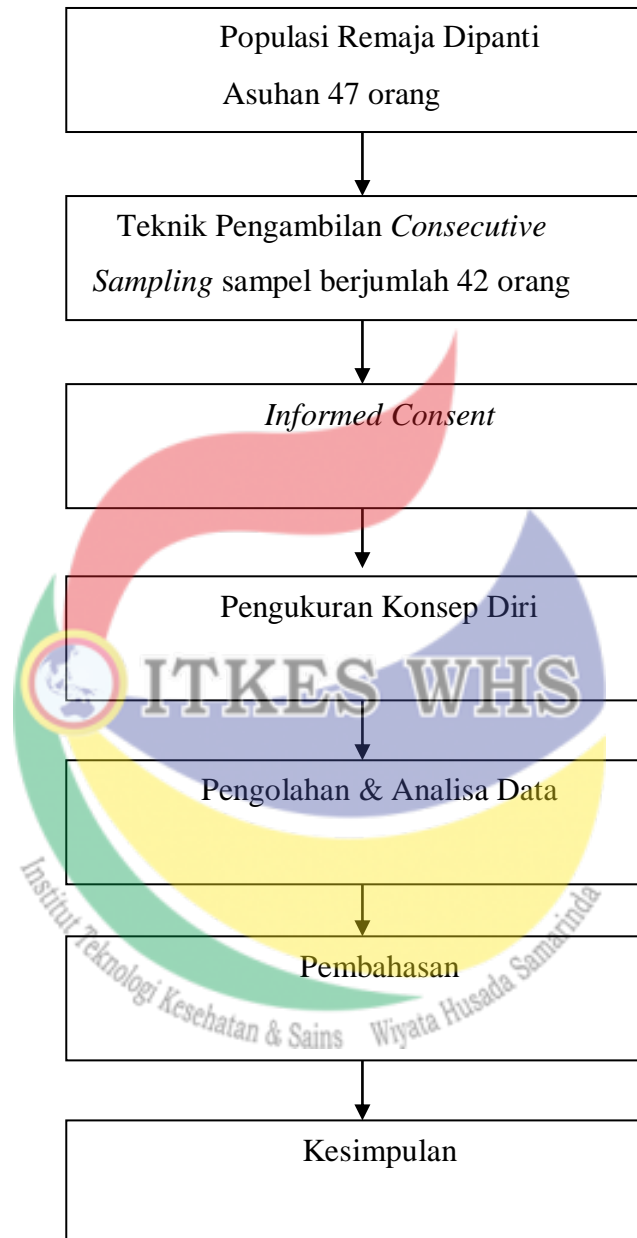 Populasi Remaja Dipanti
Asuhan 47 orang
Teknik Pengambilan Consecutive
Sampling sampel berjumlah 42 orang
Informed Consent
Pengukuran Konsep Diri
ITKES WHS
Pengolahan & Analisa Data
Pembahasan
Institut Teknologi Kesehatan & Sains Wiyata Husada Samarinda
Kesimpulan